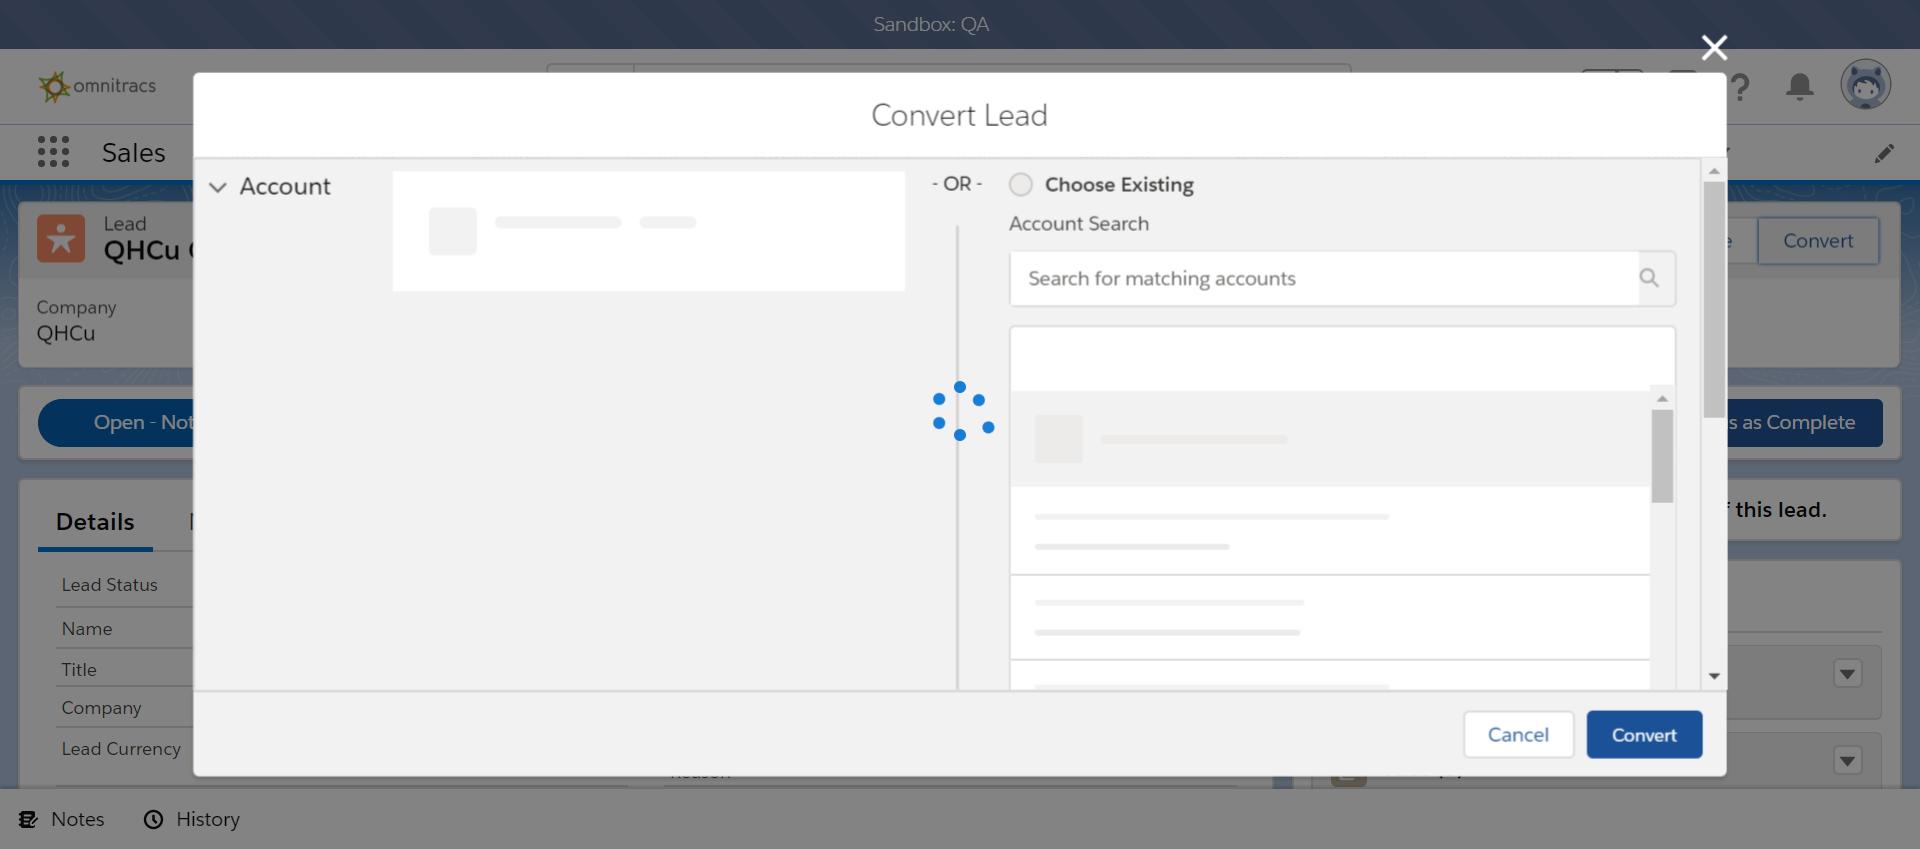 Sandbox: QA
omnitracs
Sales
Convert Lead
Account
- OR -
Choose Existing
Account Search
Search for matching accounts
Lead
QHCu
Convert
Company
QHCu
Open - Not
s as Complete
Details
this lead.
Lead Status
Name
Title
Company
Lead Currency
Cancel
Convert
Notes
History